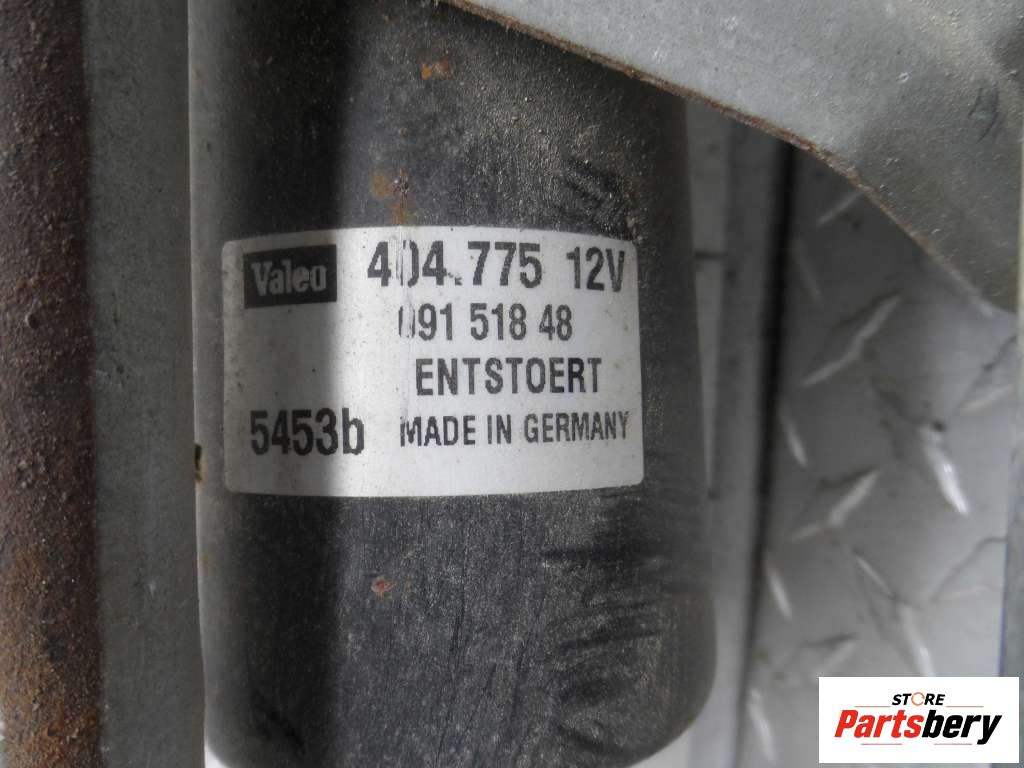 Valeo 404.775 12V
091 518 48
ENTSTOERT
5453b MADE IN GERMANY
STORE
Partsbery